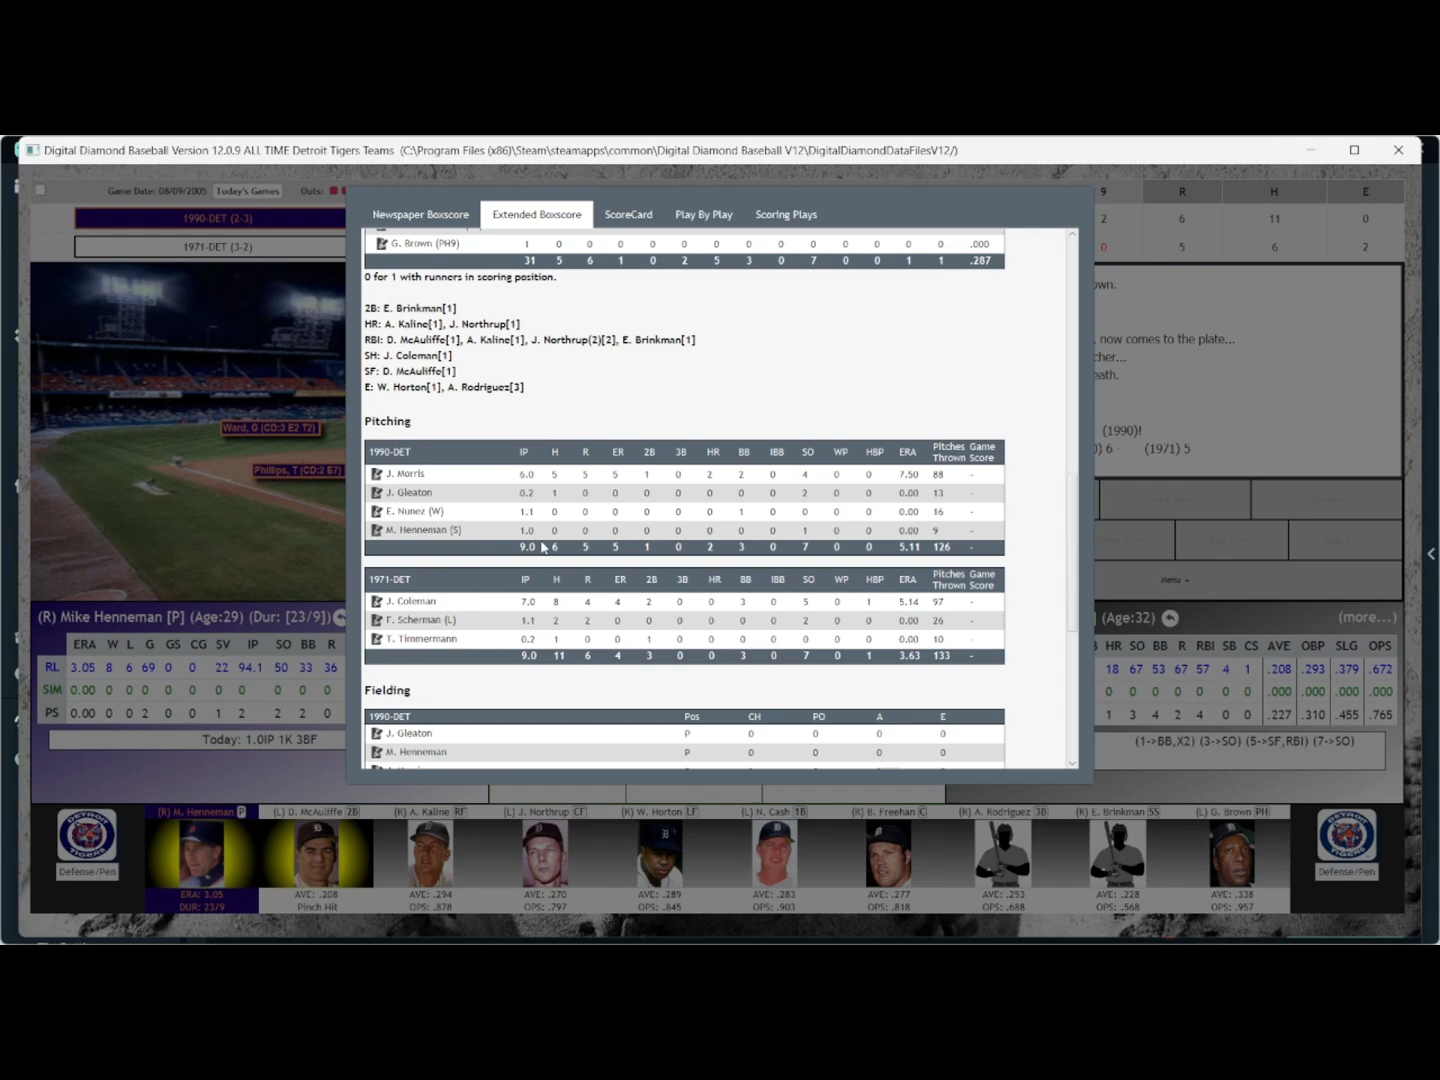 Digital Diamond Baseball Version 12.0.9 ALL TIME Detroit Tigers Teams (C:\Program Files (x86)\Steam\steamapps\common\Digital Diamond Baseball V12\DigitalDiamondDataFilesV12/)
Game Date: 08/09/2005 Today's Games Outs:
9 R H E
1990-DET (2-3) 2 6 11 0
1971-DET (3-2) 0 5 6 2
Newspaper Boxscore Extended Boxscore ScoreCard Play By Play Scoring Plays
G. Brown (PH9) 1 0 0 0 0 0 0 0 0 0 0 0 0 .000
31 5 6 1 0 2 5 3 0 7 0 0 1 1 .287
0 for 1 with runners in scoring position.
2B: E. Brinkman[1]
HR: A. Kaline[1], J. Northrup[1]
RBI: D. McAuliffe[1], A. Kaline[1], J. Northrup(2)[2], E. Brinkman[1]
SH: J. Coleman[1]
SF: D. McAuliffe[1]
E: W. Horton[1], A. Rodriguez[3]
Pitching
1990-DET IP H R ER 2B 3B HR BB IBB SO WP HBP ERA Pitches Thrown Game Score
J. Morris 6.0 5 5 5 1 0 2 2 0 4 0 0 7.50 88 -
J. Gleaton 0.2 1 0 0 0 0 0 0 0 2 0 0 0.00 13 -
E. Nunez (W) 1.1 0 0 0 0 0 0 1 0 0 0 0 0.00 16 -
M. Henneman (S) 1.0 0 0 0 0 0 0 0 0 1 0 0 0.00 9 -
9.0 6 5 5 1 0 2 3 0 7 0 0 5.11 126 -
1971-DET IP H R ER 2B 3B HR BB IBB SO WP HBP ERA Pitches Thrown Game Score
J. Coleman 7.0 8 4 4 2 0 0 3 0 5 0 1 5.14 97 -
F. Scherman (L) 1.1 2 2 0 0 0 0 0 0 2 0 0 0.00 26 -
T. Timmermann 0.2 1 0 0 1 0 0 0 0 0 0 0 0.00 10 -
9.0 11 6 4 3 0 0 3 0 7 0 1 3.63 133 -
Fielding
1990-DET Pos CH PO A E
J. Gleaton P 0 0 0 0
M. Henneman P 0 0 0 0
own.
. now comes to the plate...
cher...
eath.
(1990)!
) 6 (1971) 5
Menu
Ward, G (CD:3 E2 T2)
Phillips, T (CD:2 E7)
(R) Mike Henneman [P] (Age:29) (Dur: [23/9])
ERA W L G GS CG SV IP SO BB R
RL 3.05 8 6 69 0 0 22 94.1 50 33 36
SIM 0.00 0 0 0 0 0 0 0 0 0 0
PS 0.00 0 0 2 0 0 1 2 2 2 0
Today: 1.0IP 1K 3BF
] (Age:32) (more...)
B HR SO BB R RBI SB CS AVE OBP SLG OPS
18 67 53 67 57 4 1 .208 .293 .379 .672
0 0 0 0 0 0 0 .000 .000 .000 .000
1 3 4 2 4 0 0 .227 .310 .455 .765
(1->BB,X2) (3->SO) (5->SF,RBI) (7->SO)
(R) M. Henneman P (L) D. McAuliffe 2B (R) A. Kaline RF (L) J. Northrup CF (R) W. Horton LF (L) N. Cash 1B (R) B. Freehan C (R) A. Rodriguez 3B (R) E. Brinkman SS (L) G. Brown PH
DETROIT TIGERS DETROIT TIGERS
Defense/Pen Defense/Pen
ERA: 3.05 AVE: .208 AVE: .294 AVE: .270 AVE: .289 AVE: .283 AVE: .277 AVE: .253 AVE: .228 AVE: .338
DUR: 23/9 Pinch Hit OPS: .878 OPS: .797 OPS: .845 OPS: .903 OPS: .818 OPS: .688 OPS: .568 OPS: .957